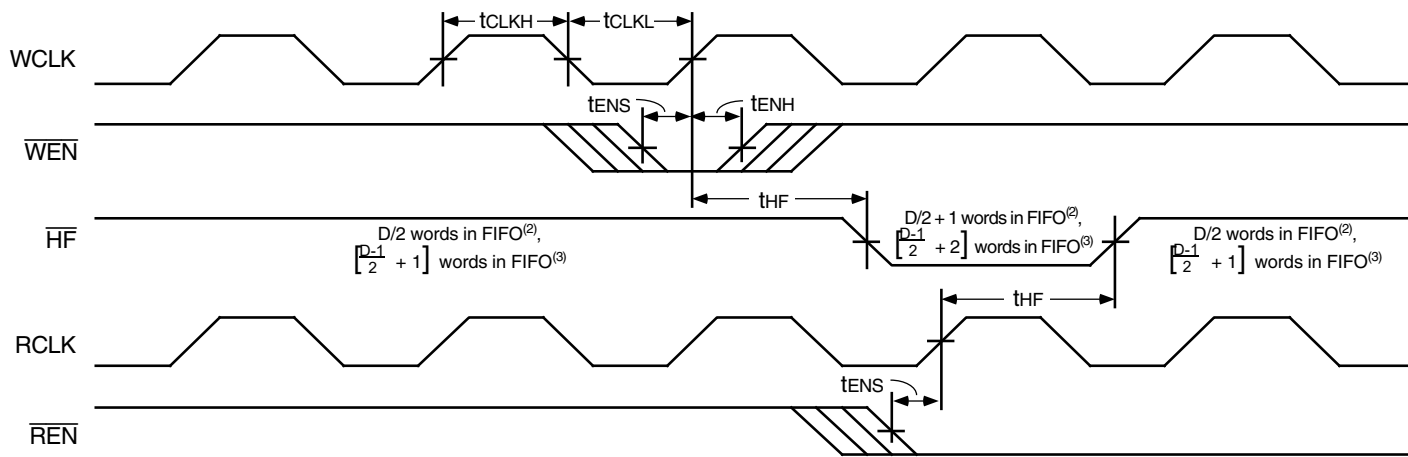 tCLKH
tCLKL
WCLK
tENS
tENH
WEN
tHF
HF
D/2 words in FIFO(2),
[D-1/2 + 1] words in FIFO(3)
D/2 + 1 words in FIFO(2),
[D-1/2 + 2] words in FIFO(3)
D/2 words in FIFO(2),
[D-1/2 + 1] words in FIFO(3)
tHF
RCLK
tENS
REN